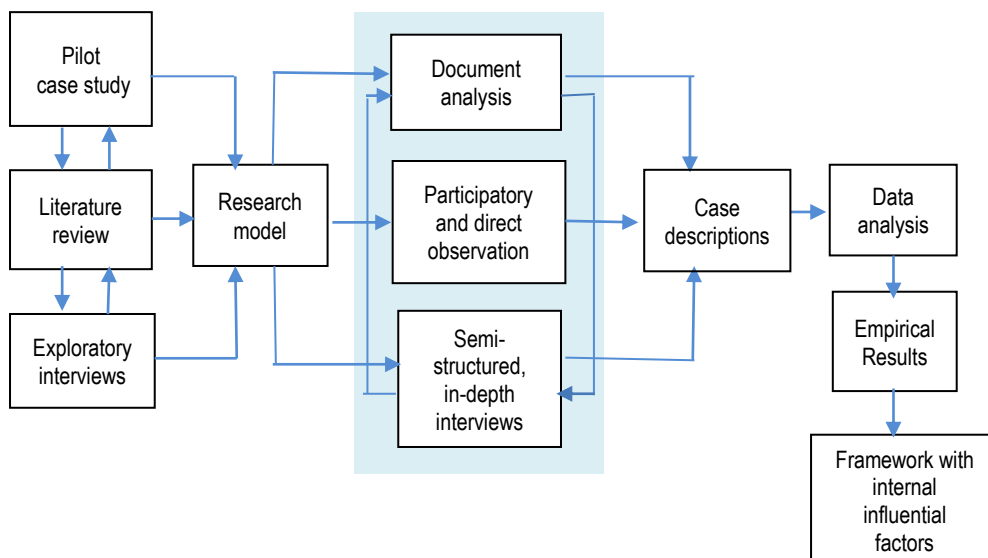 Pilot
case study
Literature
review
Exploratory
interviews
Research
model
Document
analysis
Participatory
and direct
observation
Semi-
structured,
in-depth
interviews
Case
descriptions
Data
analysis
Empirical
Results
Framework with
internal
influential
factors